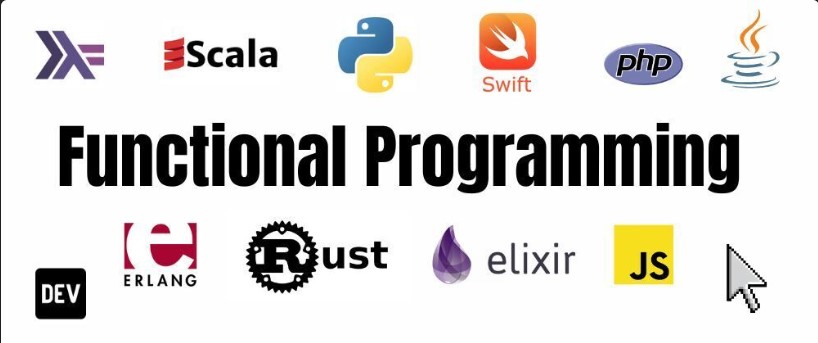 Scala
Swift
php
Functional Programming
e
ERLANG
Rust
elixir
JS
DEV